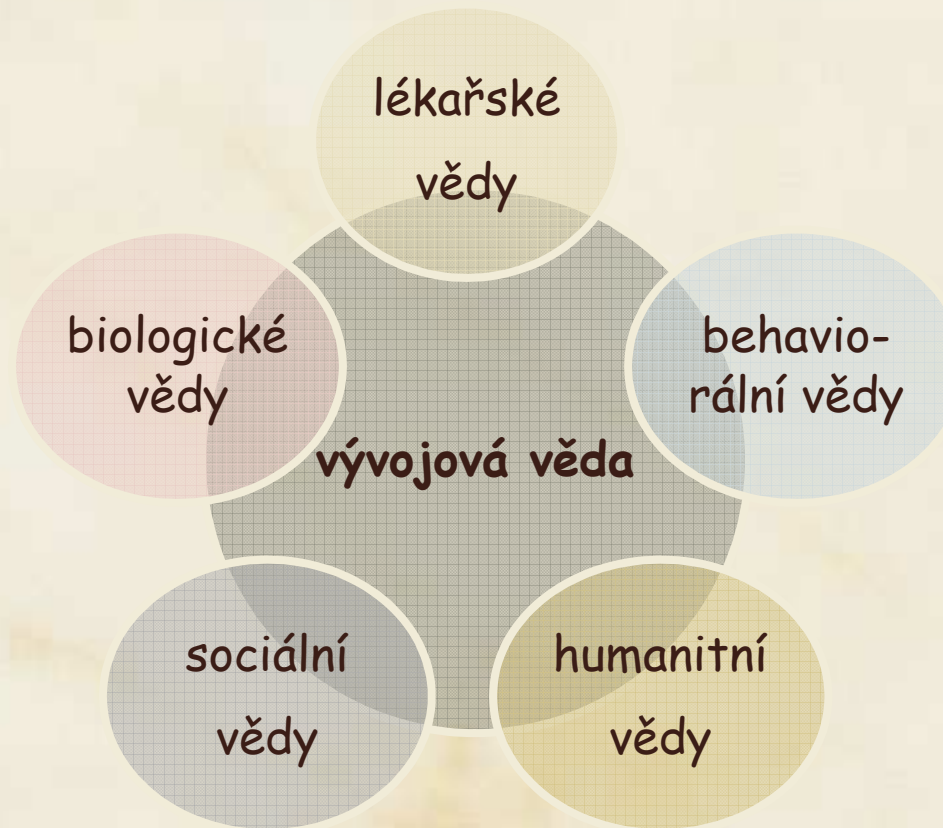 lékařské
vědy
biologické
vědy
behavio-
rální vědy
vývojová věda
sociální
vědy
humanitní
vědy